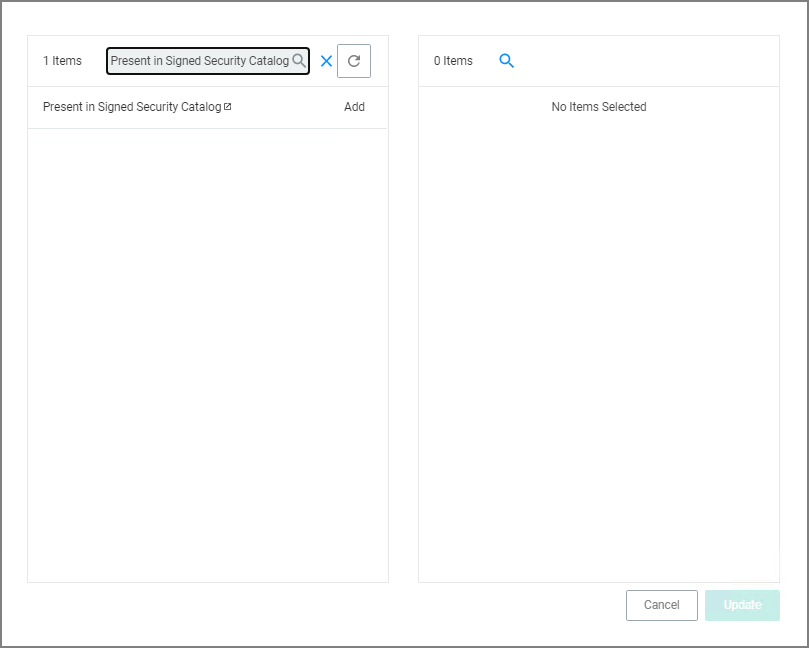 1 Items
Present in Signed Security Catalog
0 Items
Present in Signed Security Catalog
Add
No Items Selected
Cancel
Update